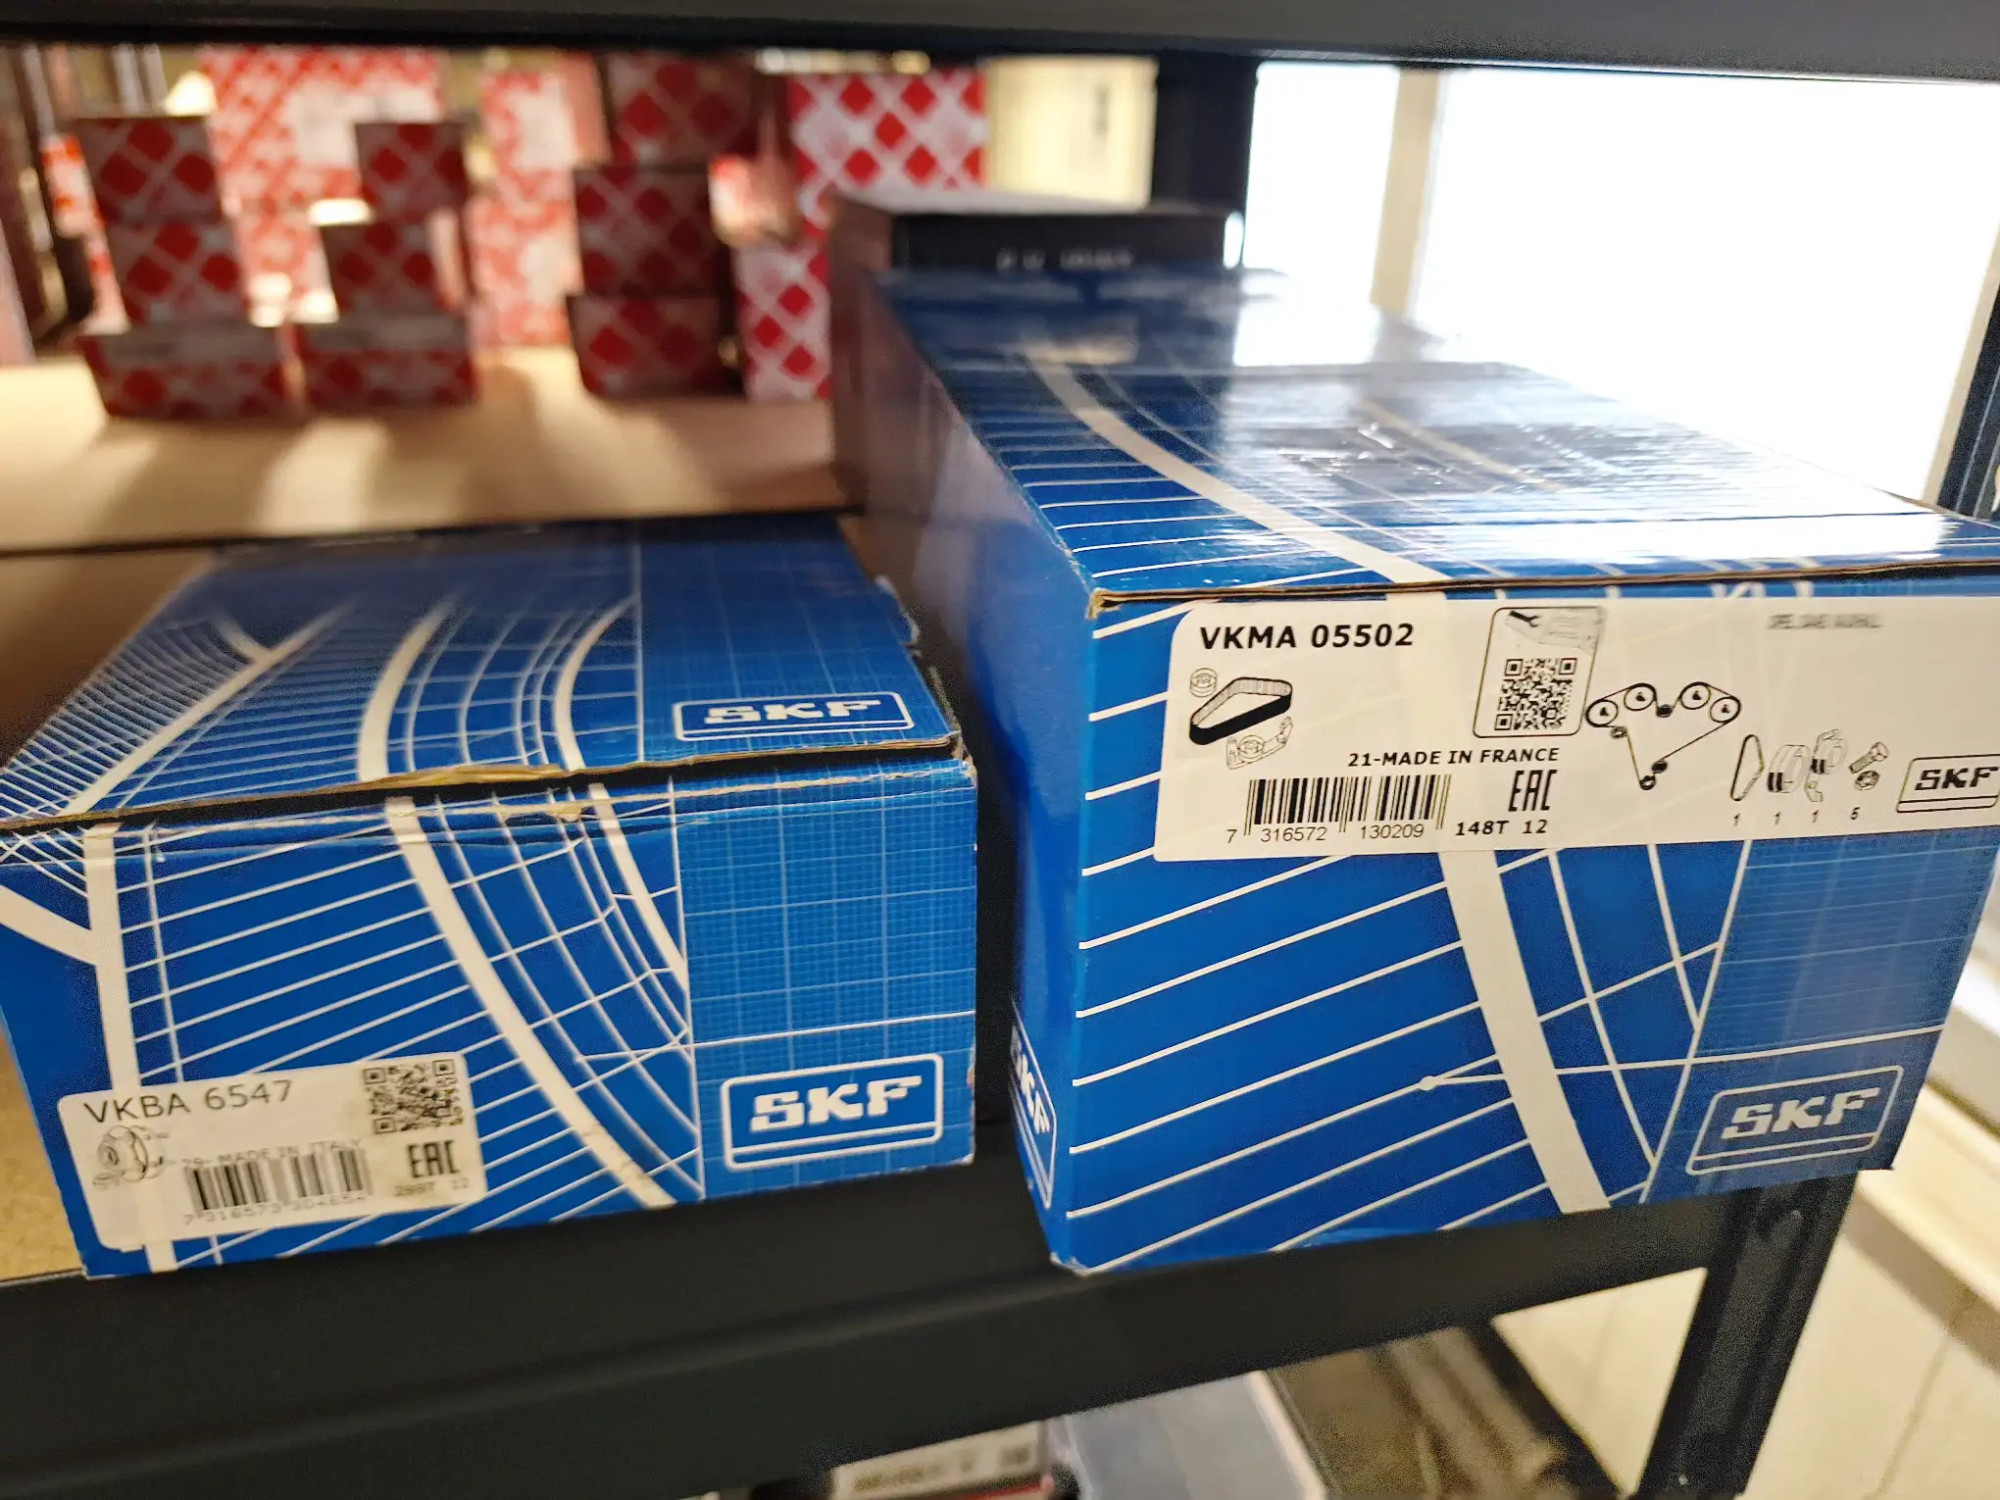 SKF
VKBA 6547
MADE IN ITALY
EAC
SKF
VKMA 05502
21-MADE IN FRANCE
EAC
7 316572 130209
148T 12
1 1 1 6
SKF
SKF
SKF